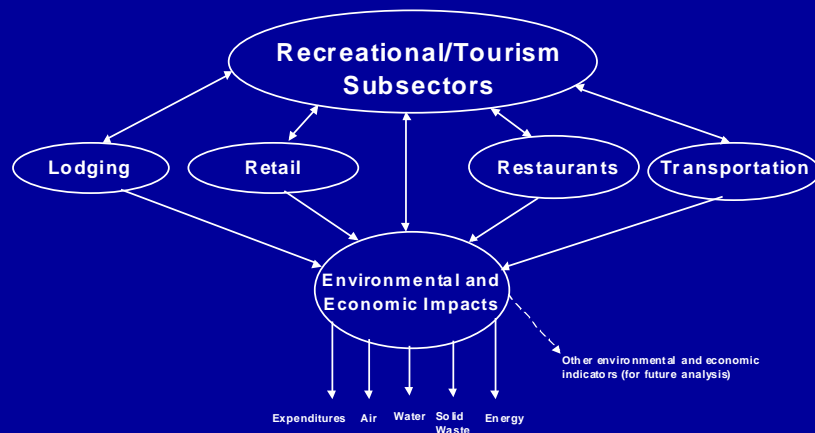 Recreational/Tourism
Subsectors
Lodging
Retail
Restaurants
Transportation
Environmental and
Economic Impacts
Other environmental and economic
indicators (for future analysis)
Expenditures
Air
Water
Solid
Waste
Energy